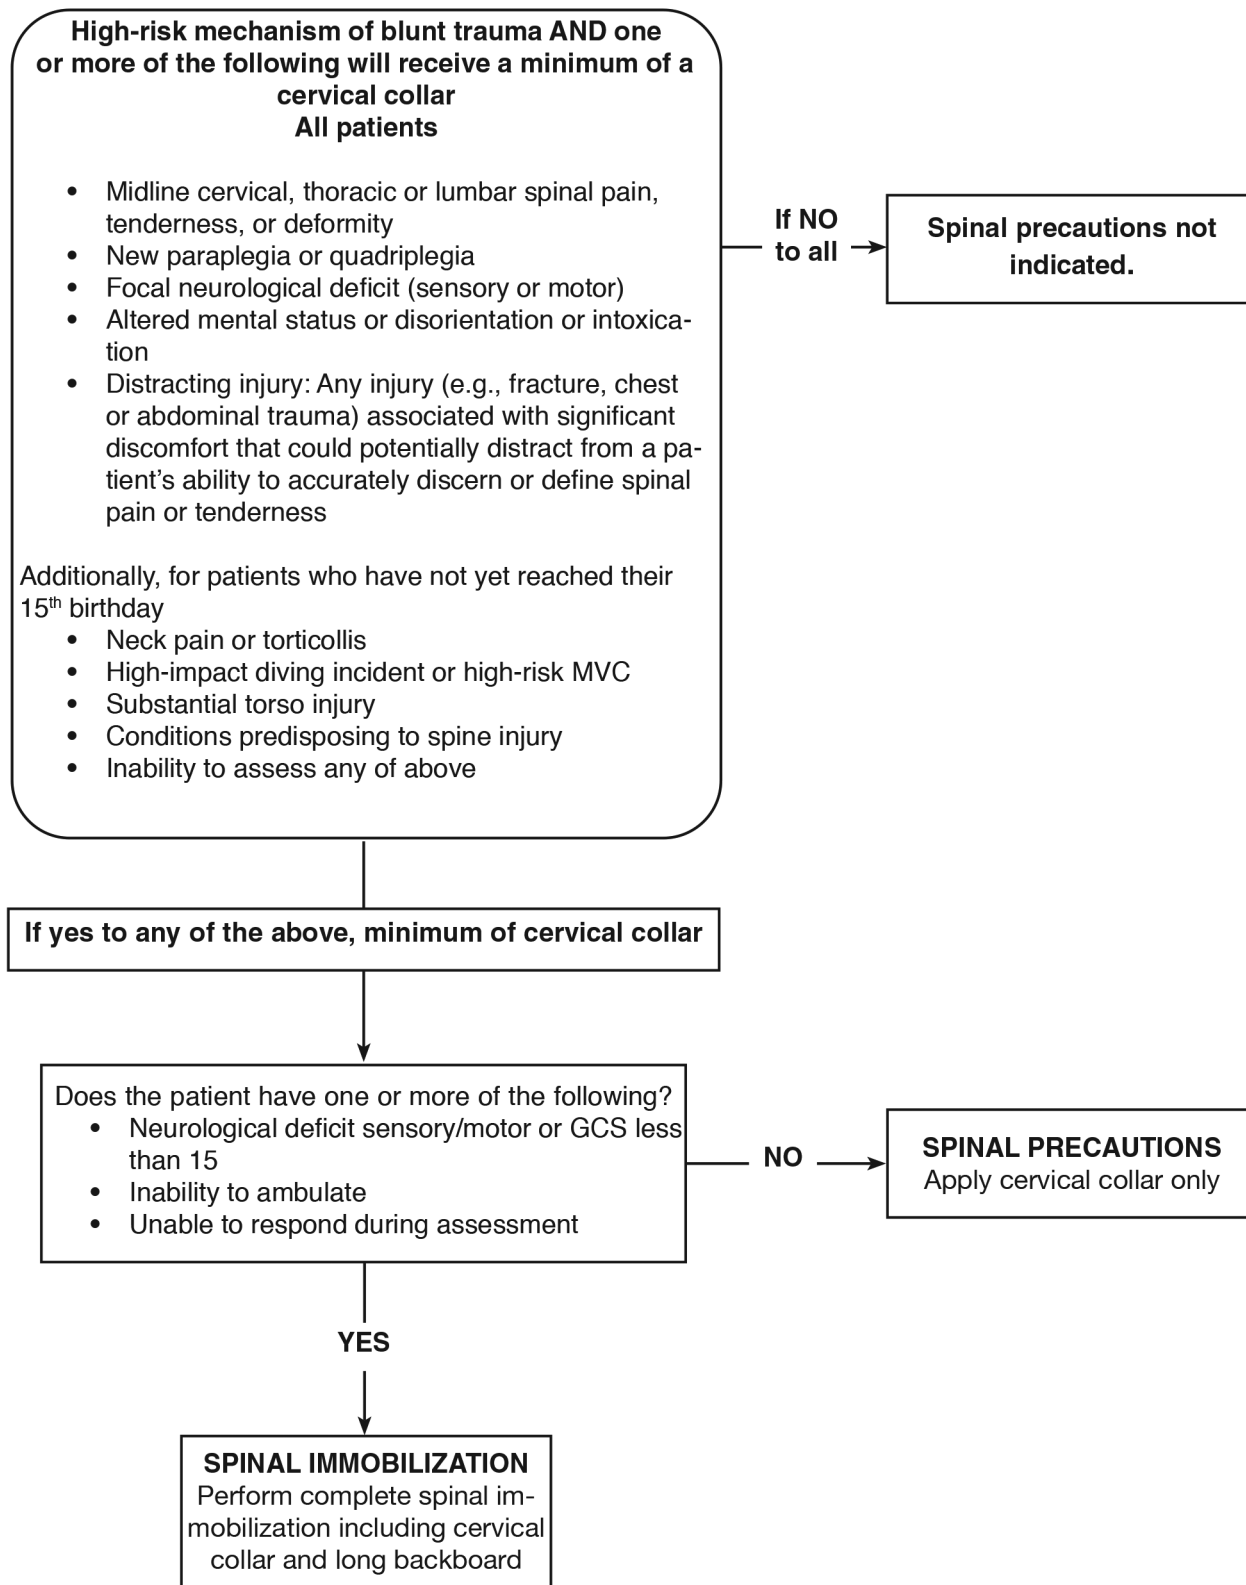 High-risk mechanism of blunt trauma AND one
or more of the following will receive a minimum of a
cervical collar
All patients
• Midline cervical, thoracic or lumbar spinal pain,
tenderness, or deformity
• New paraplegia or quadriplegia
• Focal neurological deficit (sensory or motor)
• Altered mental status or disorientation or intoxica-
tion
• Distracting injury: Any injury (e.g., fracture, chest
or abdominal trauma) associated with significant
discomfort that could potentially distract from a pa-
tient’s ability to accurately discern or define spinal
pain or tenderness
Additionally, for patients who have not yet reached their
15th birthday
• Neck pain or torticollis
• High-impact diving incident or high-risk MVC
• Substantial torso injury
• Conditions predisposing to spine injury
• Inability to assess any of above
If NO
to all
Spinal precautions not
indicated.
If yes to any of the above, minimum of cervical collar
Does the patient have one or more of the following?
• Neurological deficit sensory/motor or GCS less
than 15
• Inability to ambulate
• Unable to respond during assessment
NO
SPINAL PRECAUTIONS
Apply cervical collar only
YES
SPINAL IMMOBILIZATION
Perform complete spinal im-
mobilization including cervical
collar and long backboard